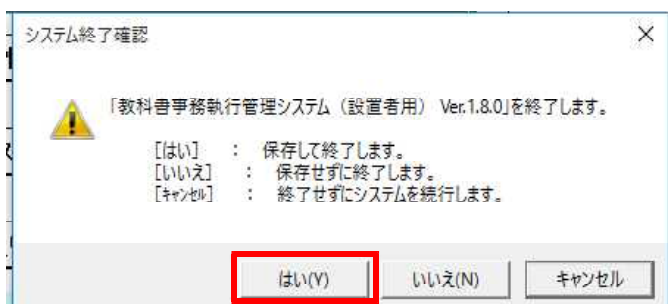 システム終了確認
「教科書事務執行管理システム（設置者用） Ver.1.8.0」を終了します。
[はい] ： 保存して終了します。
[いいえ] ： 保存せずに終了します。
[ｷｬﾝｾﾙ] ： 終了せずにシステムを続行します。
はい(Y) いいえ(N) キャンセル